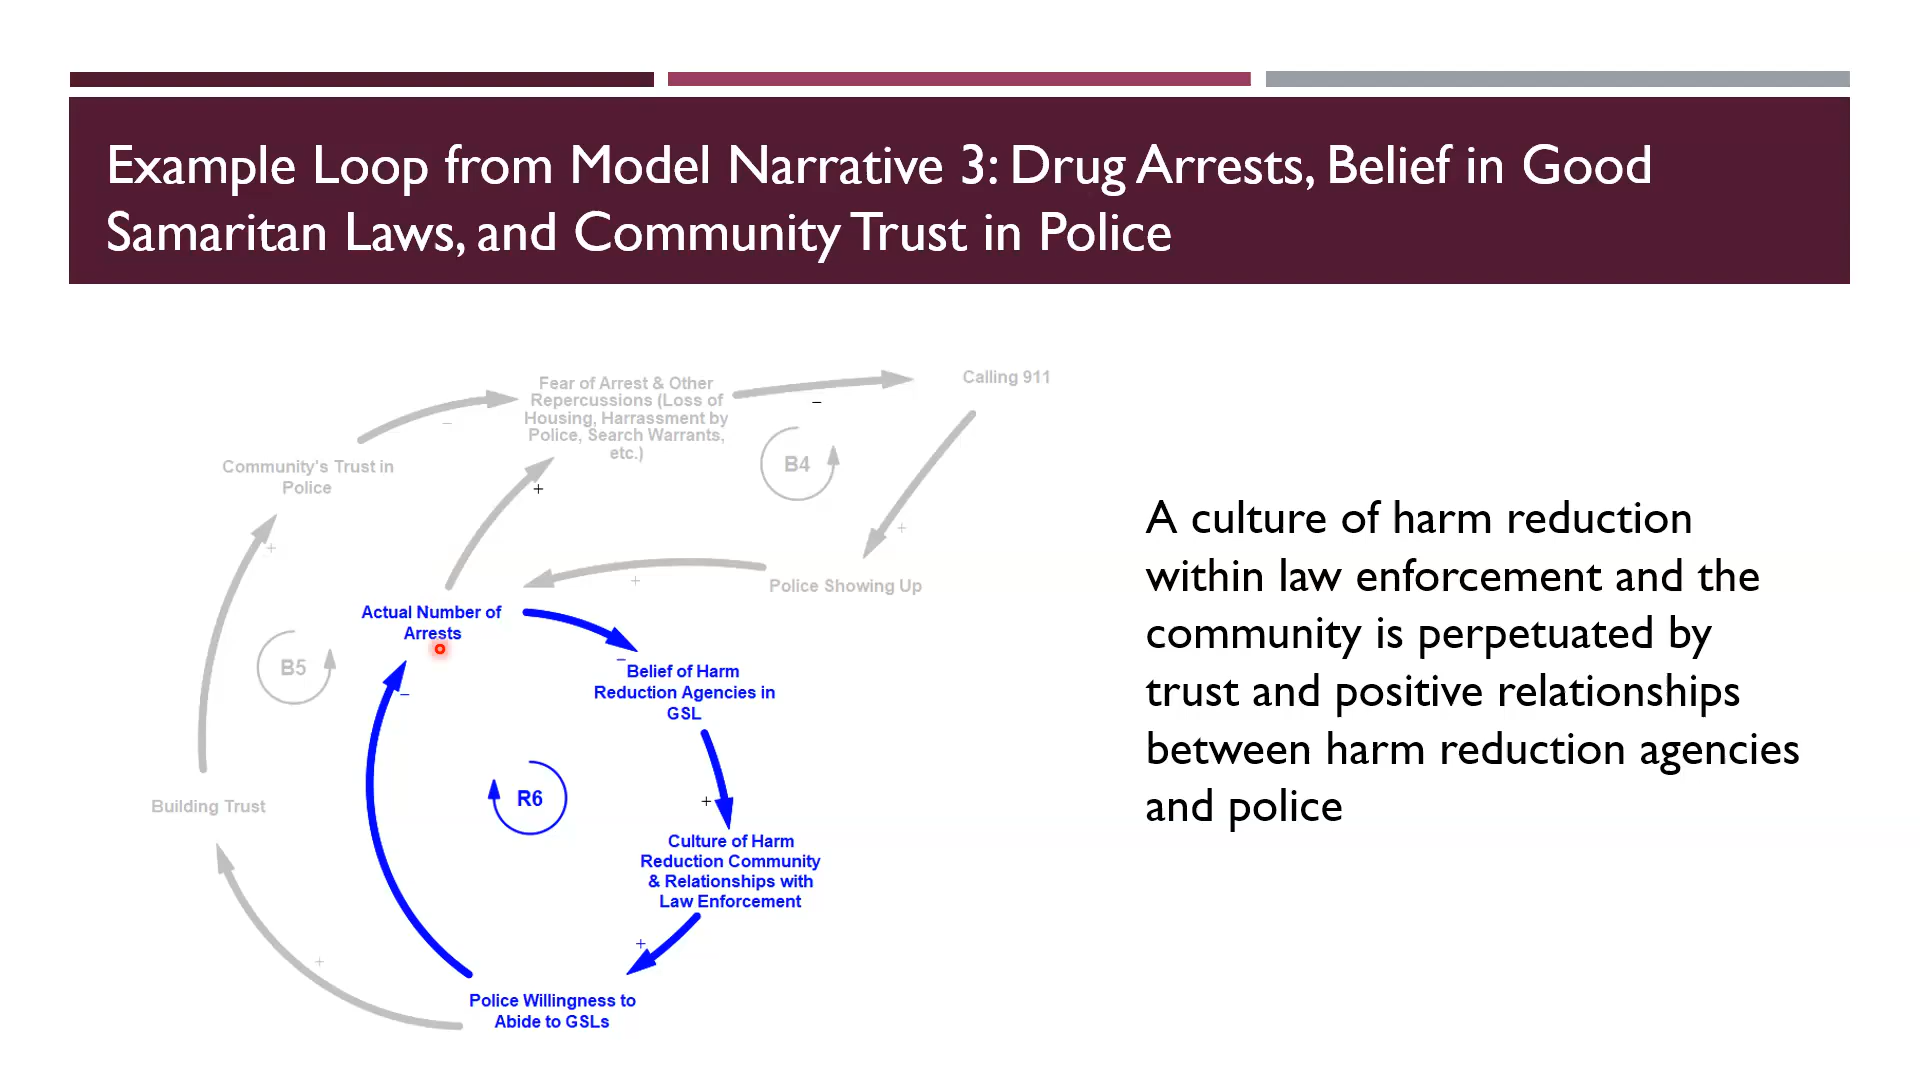 Example Loop from Model Narrative 3: Drug Arrests, Belief in Good
Samaritan Laws, and Community Trust in Police
Fear of Arrest & Other
Repercussions (Loss of
Housing, Harrassment by
Police, Search Warrants,
etc.)
Calling 911
–
–
B4
Community's Trust in
Police
+
+
+
+
Police Showing Up
Actual Number of
Arrests
B5
–
Belief of Harm
Reduction Agencies in
GSL
–
R6
+
Building Trust
Culture of Harm
Reduction Community
& Relationships with
Law Enforcement
+
+
Police Willingness to
Abide to GSLs
A culture of harm reduction
within law enforcement and the
community is perpetuated by
trust and positive relationships
between harm reduction agencies
and police